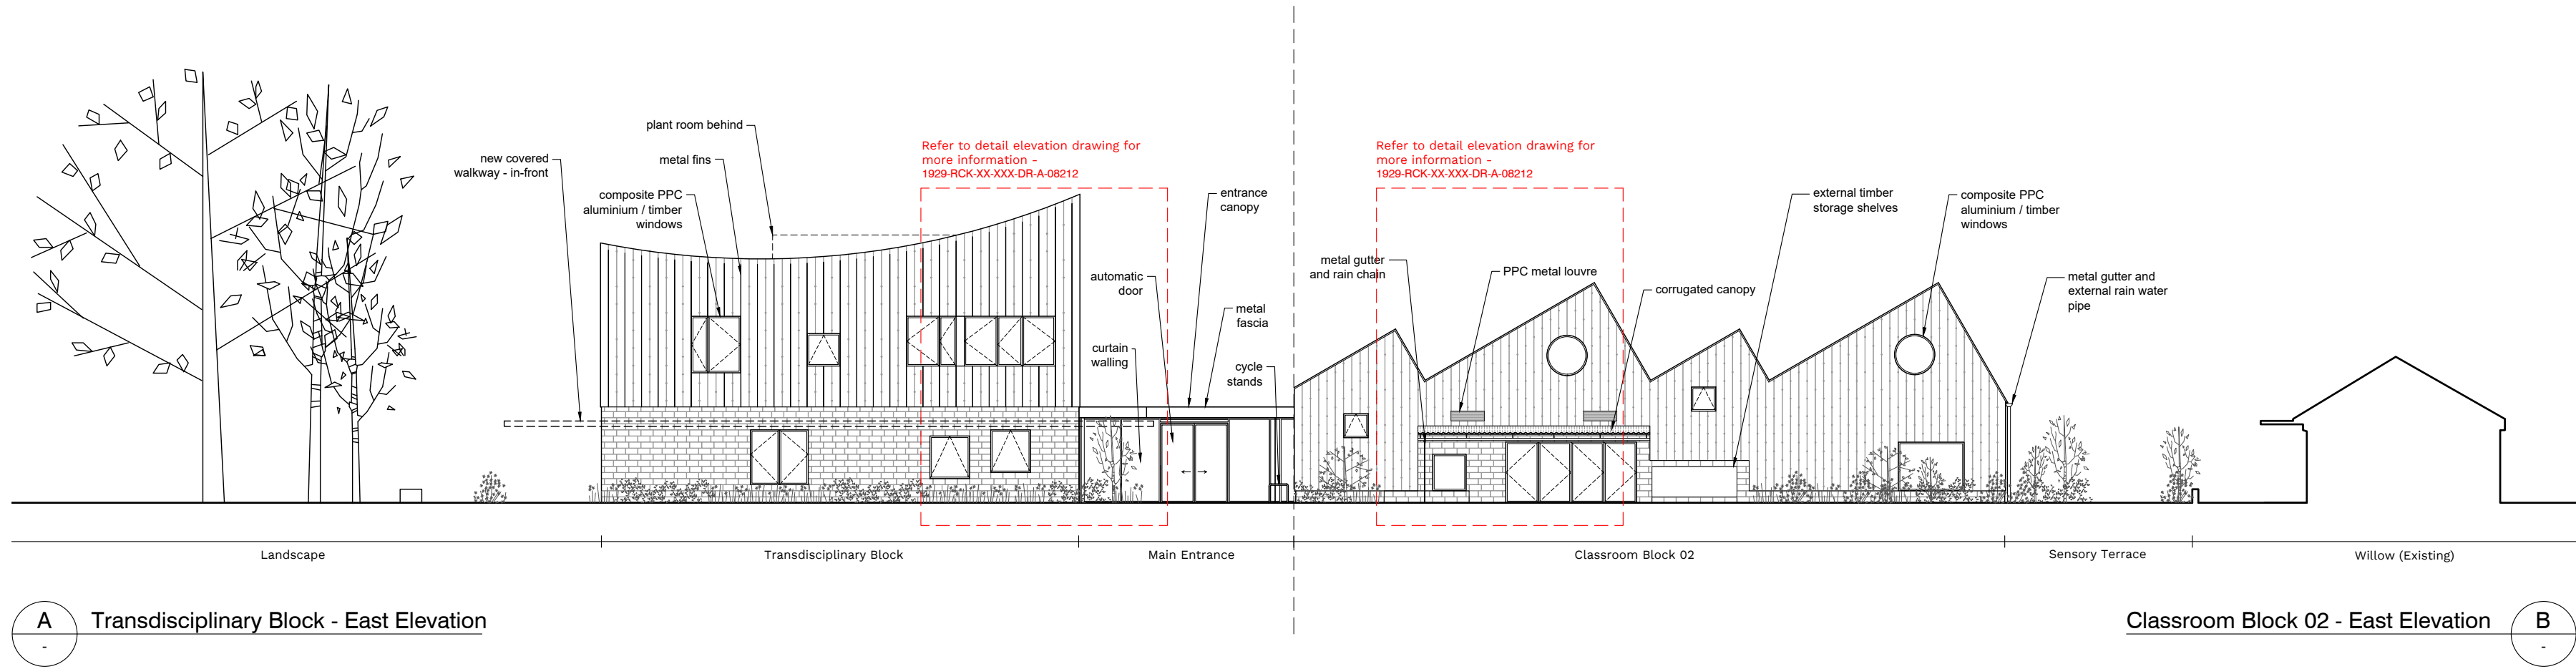 new covered
walkway - in-front
plant room behind
metal fins
composite PPC
aluminium / timber
windows
Refer to detail elevation drawing for
more information -
1929-RCK-XX-XXX-DR-A-08212
entrance
canopy
automatic
door
metal
fascia
curtain
walling
cycle
stands
Refer to detail elevation drawing for
more information -
1929-RCK-XX-XXX-DR-A-08212
metal gutter
and rain chain
PPC metal louvre
corrugated canopy
external timber
storage shelves
composite PPC
aluminium / timber
windows
metal gutter and
external rain water
pipe
Landscape
Transdisciplinary Block
Main Entrance
Classroom Block 02
Sensory Terrace
Willow (Existing)
A
-
Transdisciplinary Block - East Elevation
Classroom Block 02 - East Elevation
B
-